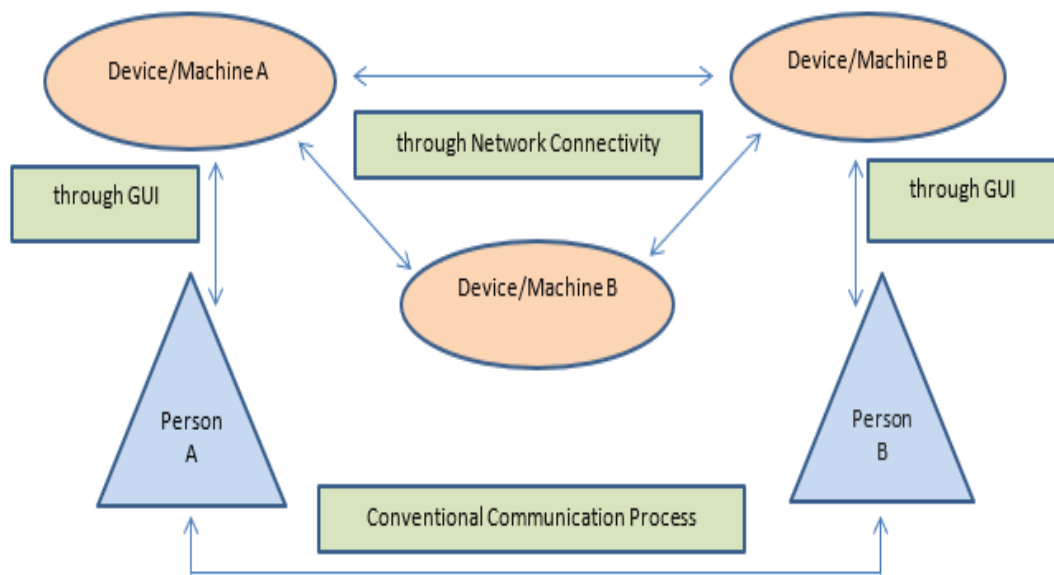 Device/Machine A
Device/Machine B
through Network Connectivity
through GUI
through GUI
Device/Machine B
Person
A
Person
B
Conventional Communication Process